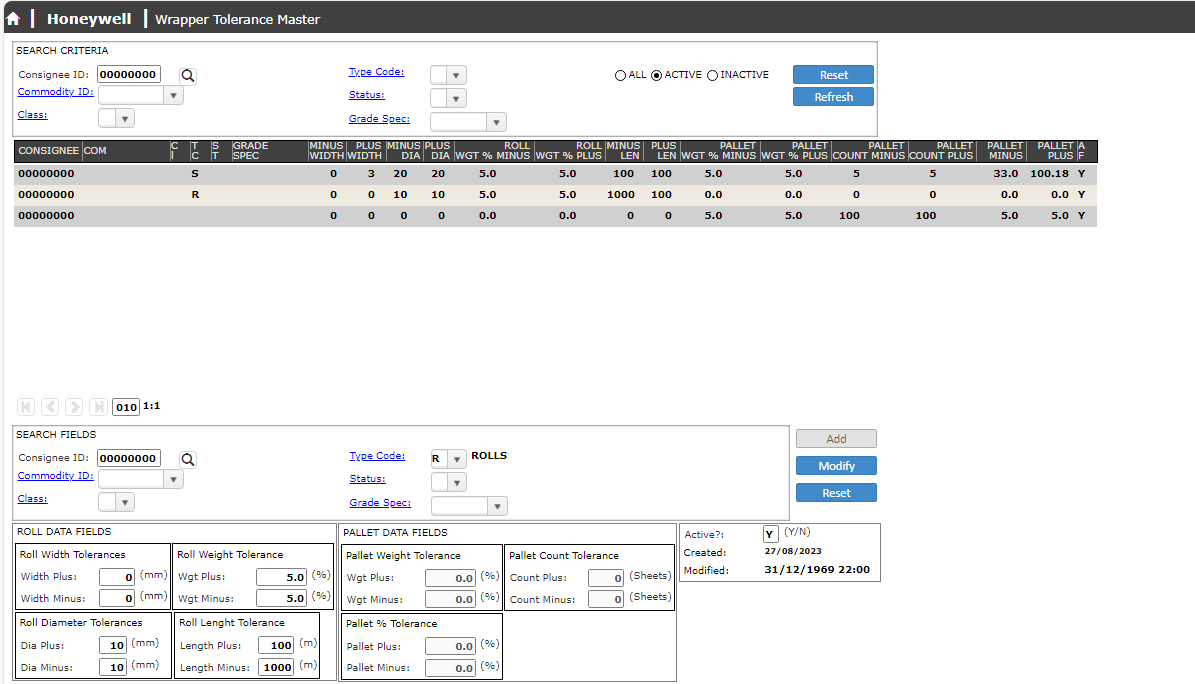 Honeywell Wrapper Tolerance Master
SEARCH CRITERIA
Consignee ID: 00000000 Type Code: ALL ACTIVE INACTIVE Reset
Commodity ID: Status: Refresh
Class: Grade Spec:
CONSIGNEE COM C T S GRADE MINUS PLUS MINUS PLUS ROLL ROLL MINUS PLUS PALLET PALLET PALLET PALLET PALLET PALLET A
I C T SPEC WIDTH WIDTH DIA DIA WGT % MINUS WGT % PLUS LEN LEN WGT % MINUS WGT % PLUS COUNT MINUS COUNT PLUS MINUS PLUS F
00000000 S 0 3 20 20 5.0 5.0 100 100 5.0 5.0 5 5 33.0 100.18 Y
00000000 R 0 0 10 10 5.0 5.0 1000 100 0.0 0.0 0 0 0.0 0.0 Y
00000000 0 0 0 0 0.0 0.0 0 0 5.0 5.0 100 100 5.0 5.0 Y
010 1:1
SEARCH FIELDS
Consignee ID: 00000000 Type Code: R ROLLS Add
Commodity ID: Status: Modify
Class: Grade Spec: Reset
ROLL DATA FIELDS PALLET DATA FIELDS Active?: Y (Y/N)
Roll Width Tolerances Roll Weight Tolerance Pallet Weight Tolerance Pallet Count Tolerance Created: 27/08/2023
Width Plus: 0 (mm) Wgt Plus: 5.0 (%) Wgt Plus: 0.0 (%) Count Plus: 0 (Sheets) Modified: 31/12/1969 22:00
Width Minus: 0 (mm) Wgt Minus: 5.0 (%) Wgt Minus: 0.0 (%) Count Minus: 0 (Sheets)
Roll Diameter Tolerances Roll Lenght Tolerance Pallet % Tolerance
Dia Plus: 10 (mm) Length Plus: 100 (m) Pallet Plus: 0.0 (%)
Dia Minus: 10 (mm) Length Minus: 1000 (m) Pallet Minus: 0.0 (%)